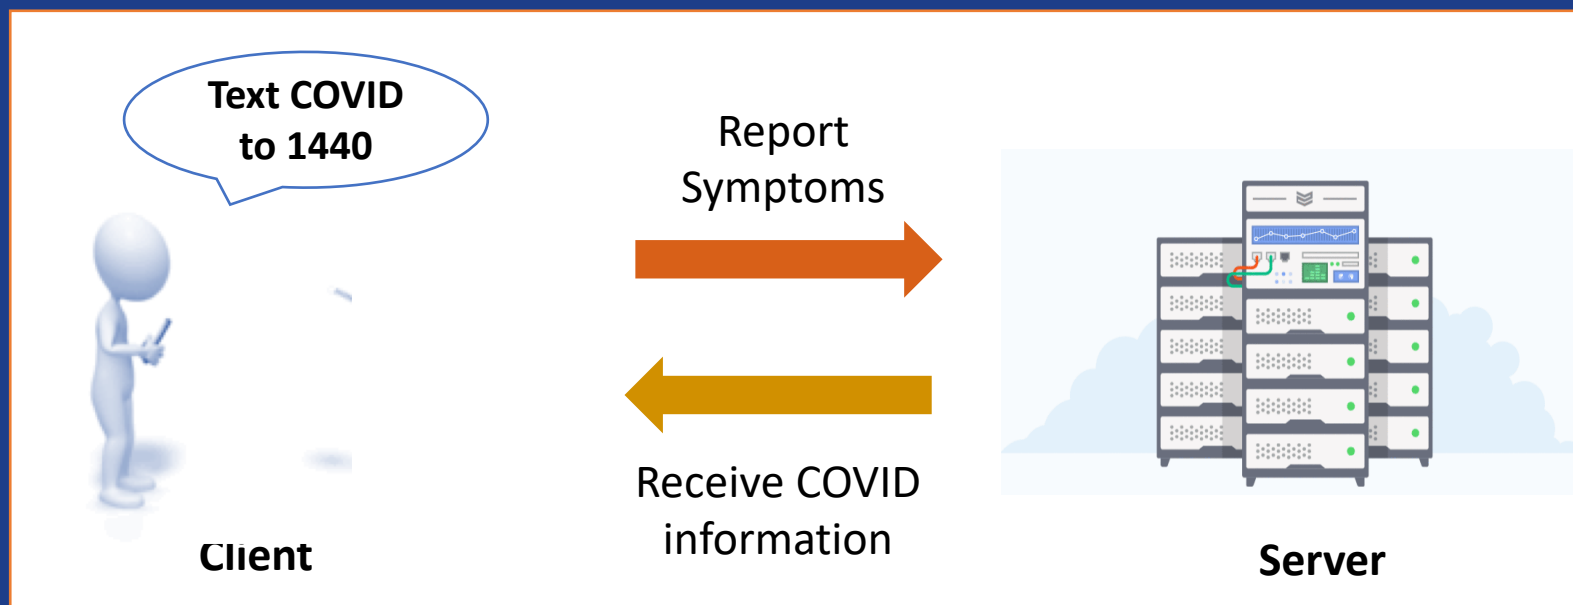 Text COVID
to 1440
Report
Symptoms
Receive COVID
information
Client
Server